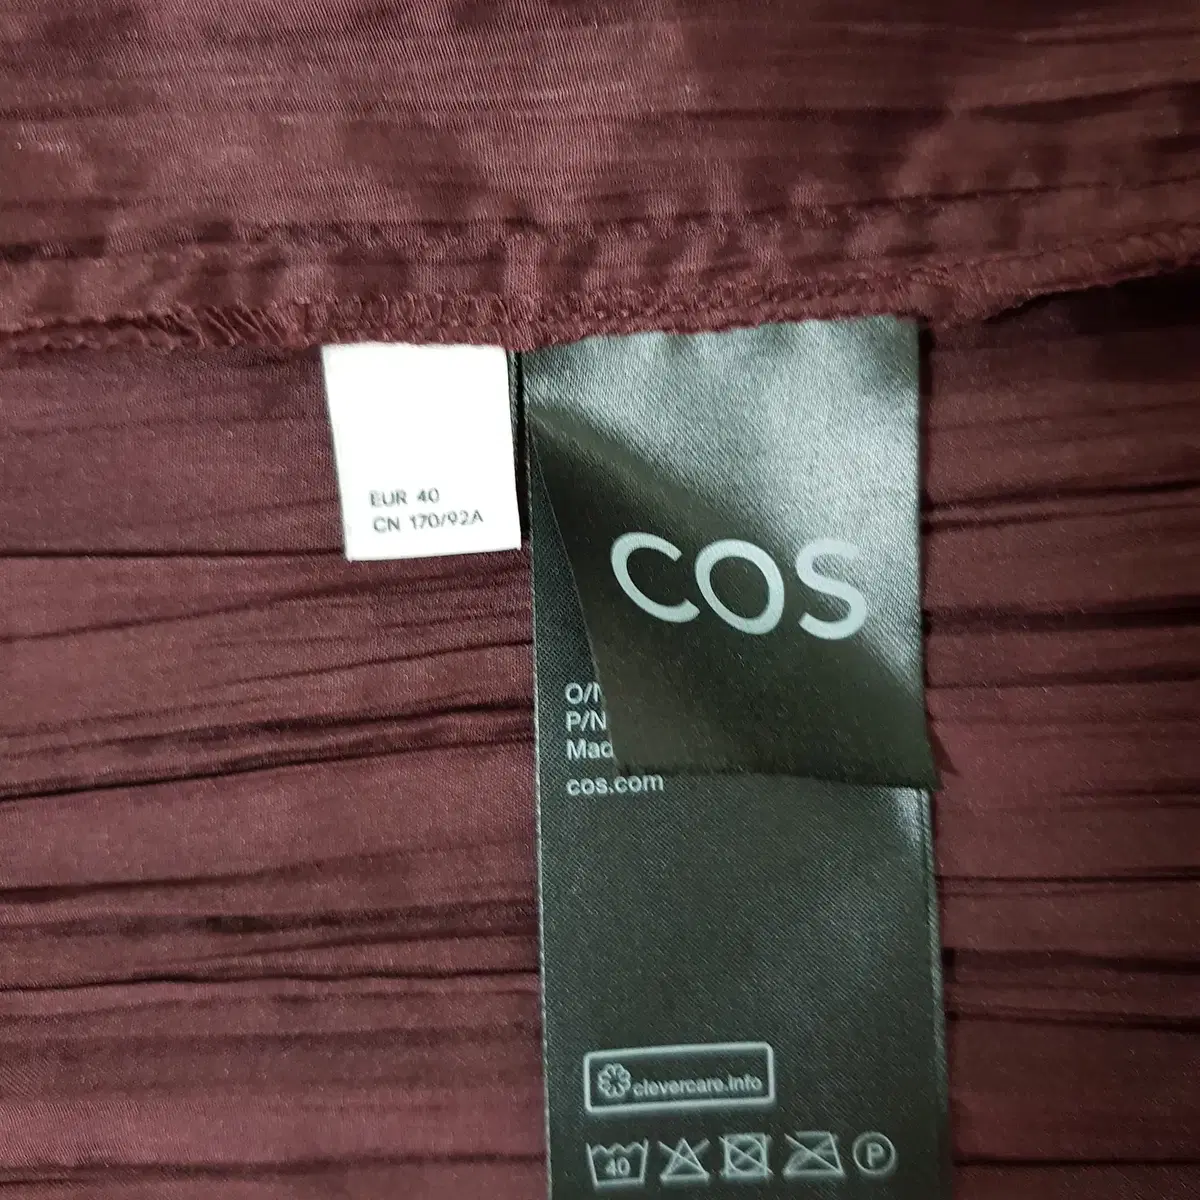 EUR 40
CN 170/92A
COS
O/
P/N
cos.com
clevercare.info
40
P